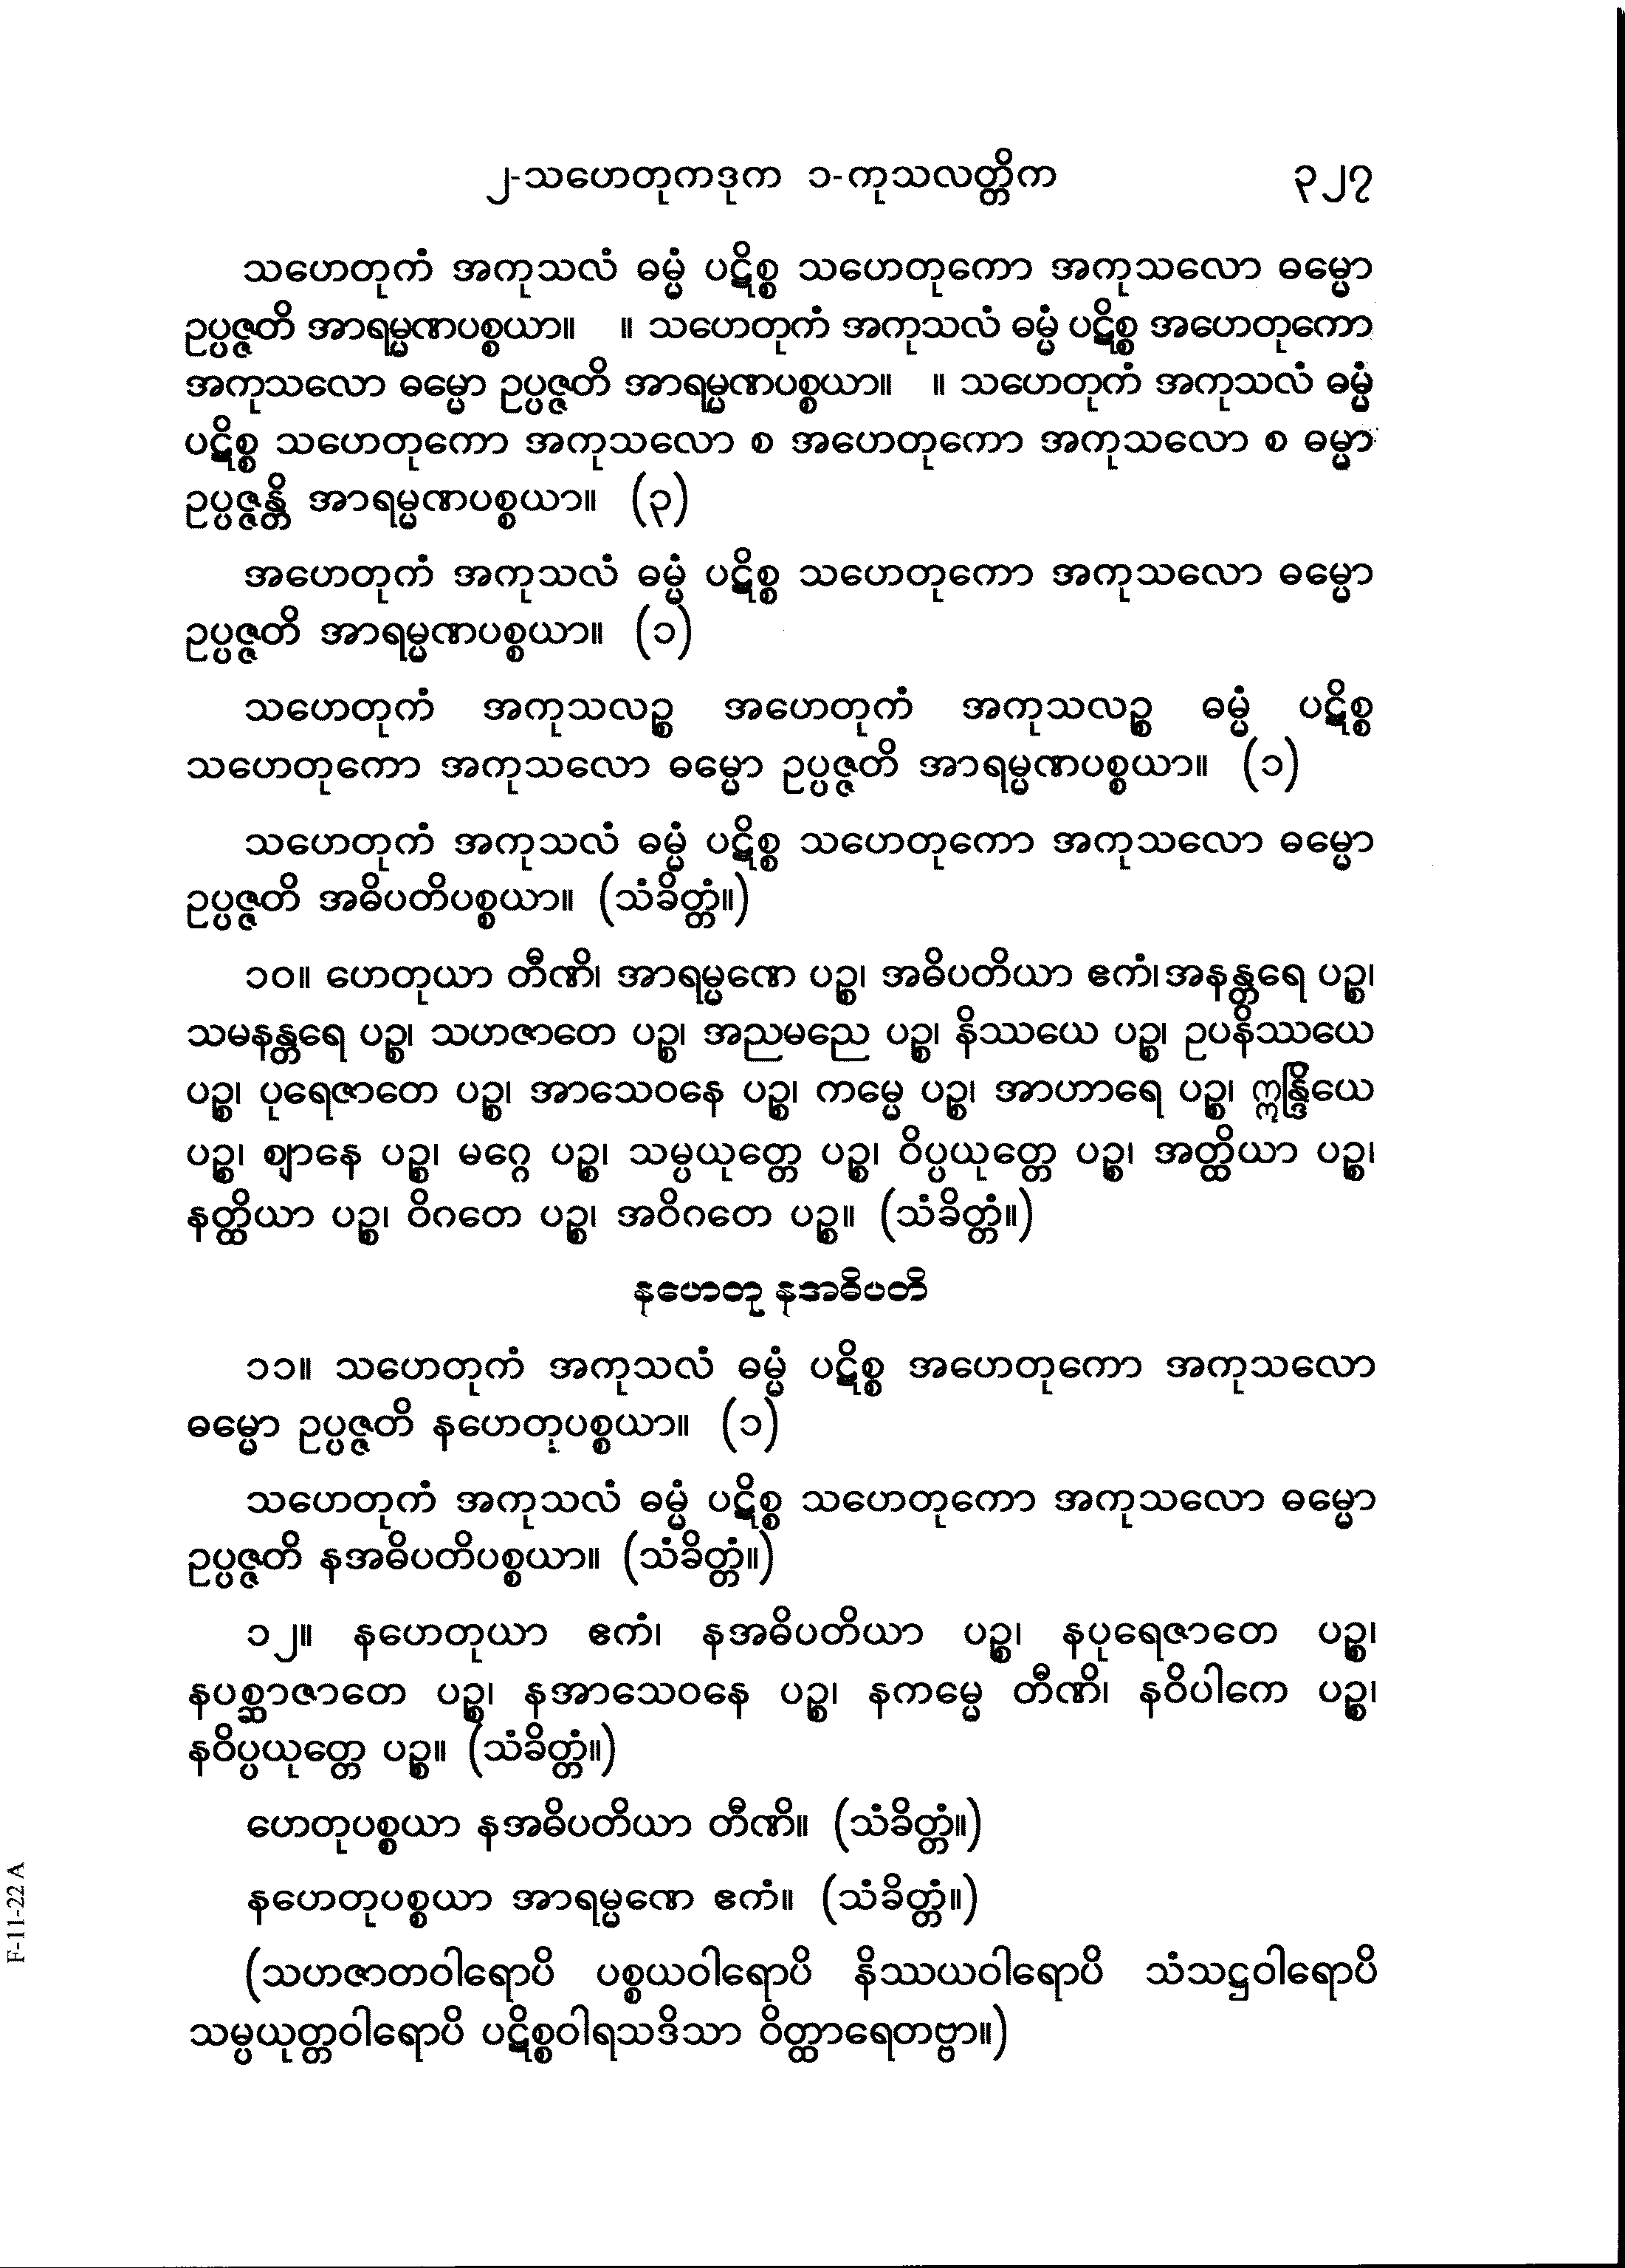 ၂-သဟေတုကဒုက ၁-ကုသလတ္တိက ၃၂၇
သဟေတုကံ အကုသလံ ဓမ္မံ ပဋိစ္စ သဟေတုကော အကုသလော ဓမ္မော
ဥပ္ပဇ္ဇတိ အာရမ္မဏပစ္စယာ။ ။ သဟေတုကံ အကုသလံ ဓမ္မံ ပဋိစ္စ အဟေတုကော
အကုသလော ဓမ္မော ဥပ္ပဇ္ဇတိ အာရမ္မဏပစ္စယာ။ ။ သဟေတုကံ အကုသလံ ဓမ္မံ
ပဋိစ္စ သဟေတုကော အကုသလော စ အဟေတုကော အကုသလော စ ဓမ္မာ
ဥပ္ပဇ္ဇန္တိ အာရမ္မဏပစ္စယာ။ (၃)
အဟေတုကံ အကုသလံ ဓမ္မံ ပဋိစ္စ သဟေတုကော အကုသလော ဓမ္မော
ဥပ္ပဇ္ဇတိ အာရမ္မဏပစ္စယာ။ (၁)
သဟေတုကံ အကုသလဉ္စ အဟေတုကံ အကုသလဉ္စ ဓမ္မံ ပဋိစ္စ
သဟေတုကော အကုသလော ဓမ္မော ဥပ္ပဇ္ဇတိ အာရမ္မဏပစ္စယာ။ (၁)
သဟေတုကံ အကုသလံ ဓမ္မံ ပဋိစ္စ သဟေတုကော အကုသလော ဓမ္မော
ဥပ္ပဇ္ဇတိ အဓိပတိပစ္စယာ။ (သံခိတ္တံ။)
၁၀။ ဟေတုယာ တီဏိ၊ အာရမ္မဏေ ပဉ္စ၊ အဓိပတိယာ ဧကံ၊အနန္တရေ ပဉ္စ၊
သမနန္တရေ ပဉ္စ၊ သဟဇာတေ ပဉ္စ၊ အညမညေ ပဉ္စ၊ နိဿယေ ပဉ္စ၊ ဥပနိဿယေ
ပဉ္စ၊ ပုရေဇာတေ ပဉ္စ၊ အာသေဝနေ ပဉ္စ၊ ကမ္မေ ပဉ္စ၊ အာဟာရေ ပဉ္စ၊ ဣန္ဒြိယေ
ပဉ္စ၊ ဈာနေ ပဉ္စ၊ မဂ္ဂေ ပဉ္စ၊ သမ္ပယုတ္တေ ပဉ္စ၊ ဝိပ္ပယုတ္တေ ပဉ္စ၊ အတ္ထိယာ ပဉ္စ၊
နတ္ထိယာ ပဉ္စ၊ ဝိဂတေ ပဉ္စ၊ အဝိဂတေ ပဉ္စ။ (သံခိတ္တံ။)
နဟေတု နအဓိပတိ
၁၁။ သဟေတုကံ အကုသလံ ဓမ္မံ ပဋိစ္စ အဟေတုကော အကုသလော
ဓမ္မော ဥပ္ပဇ္ဇတိ နဟေတုပစ္စယာ။ (၁)
သဟေတုကံ အကုသလံ ဓမ္မံ ပဋိစ္စ သဟေတုကော အကုသလော ဓမ္မော
ဥပ္ပဇ္ဇတိ နအဓိပတိပစ္စယာ။ (သံခိတ္တံ။)
၁၂။ နဟေတုယာ ဧကံ၊ နအဓိပတိယာ ပဉ္စ၊ နပုရေဇာတေ ပဉ္စ၊
နပစ္ဆာဇာတေ ပဉ္စ၊ နအာသေဝနေ ပဉ္စ၊ နကမ္မေ တီဏိ၊ နဝိပါကေ ပဉ္စ၊
နဝိပ္ပယုတ္တေ ပဉ္စ။ (သံခိတ္တံ။)
ဟေတုပစ္စယာ နအဓိပတိယာ တီဏိ။ (သံခိတ္တံ။)
နဟေတုပစ္စယာ အာရမ္မဏေ ဧကံ။ (သံခိတ္တံ။)
(သဟဇာတဝါရောပိ ပစ္စယဝါရောပိ နိဿယဝါရောပိ သံသဋ္ဌဝါရောပိ
သမ္ပယုတ္တဝါရောပိ ပဋိစ္စဝါရသဒိသာ ဝိတ္ထာရေတဗ္ဗာ။)
F-11-22 A